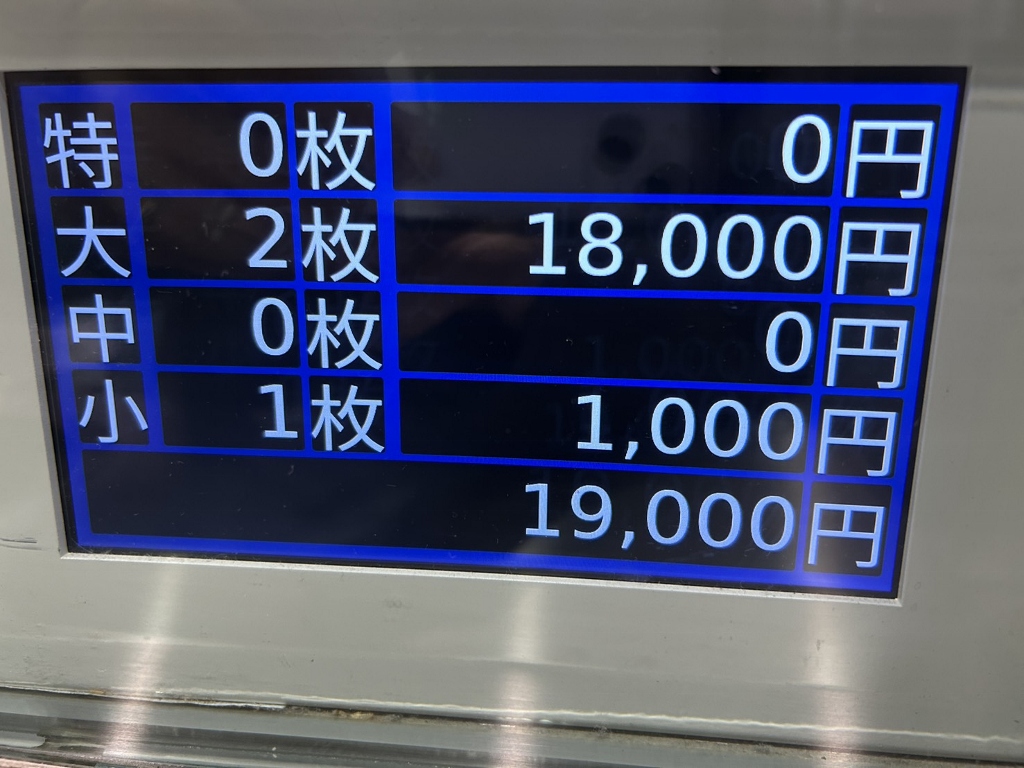 特 0枚 0円
大 2枚 18,000円
中 0枚 0円
小 1枚 1,000円
19,000円